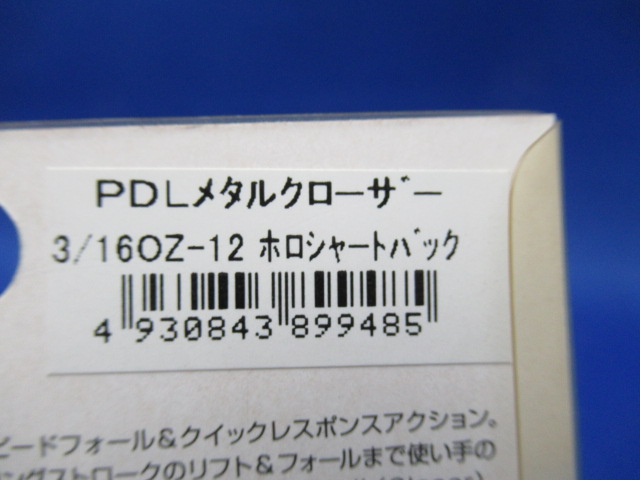 PDLメタルクローザー
3/16OZ-12 ホロシャートバック
4 930843 899485
ピードフォール&クイックレスポンスアクション。
ングストロークのリフト&フォールまで使い手の